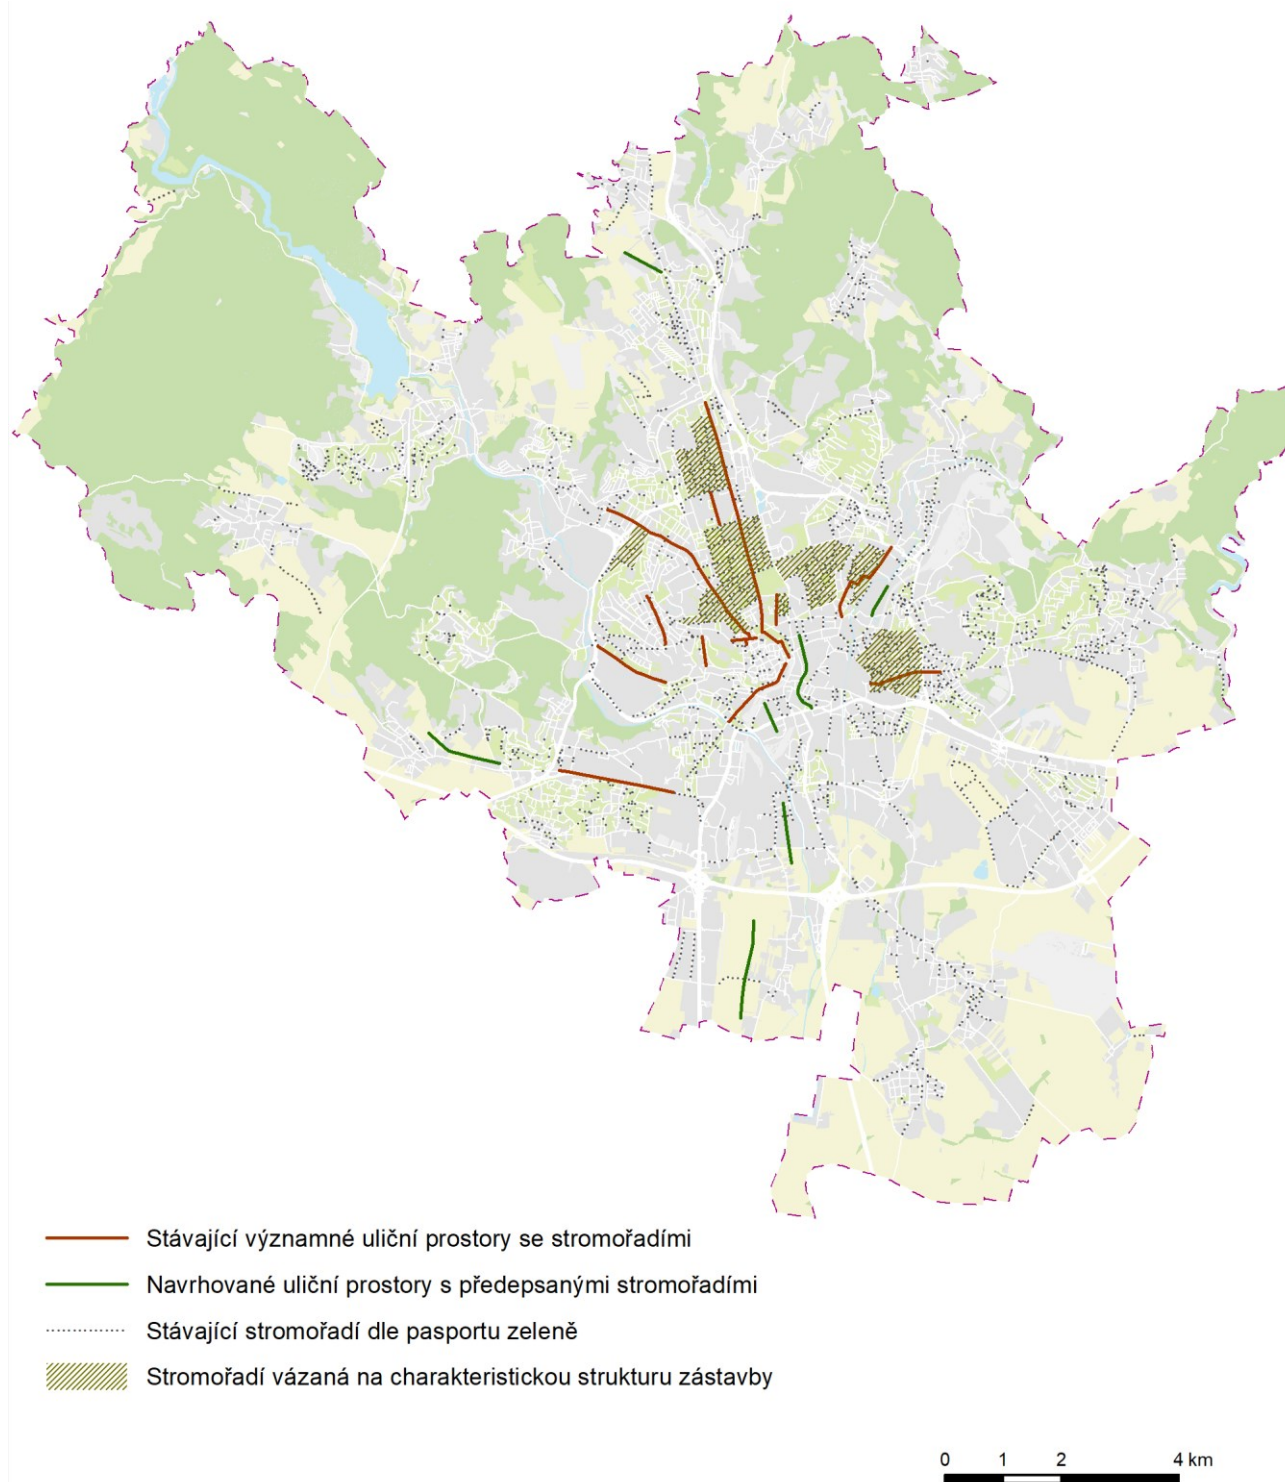 Stávající významné uliční prostory se stromořadími
Navrhované uliční prostory s předepsanými stromořadími
Stávající stromořadí dle pasportu zeleně
Stromořadí vázaná na charakteristickou strukturu zástavby
0 1 2 4 km